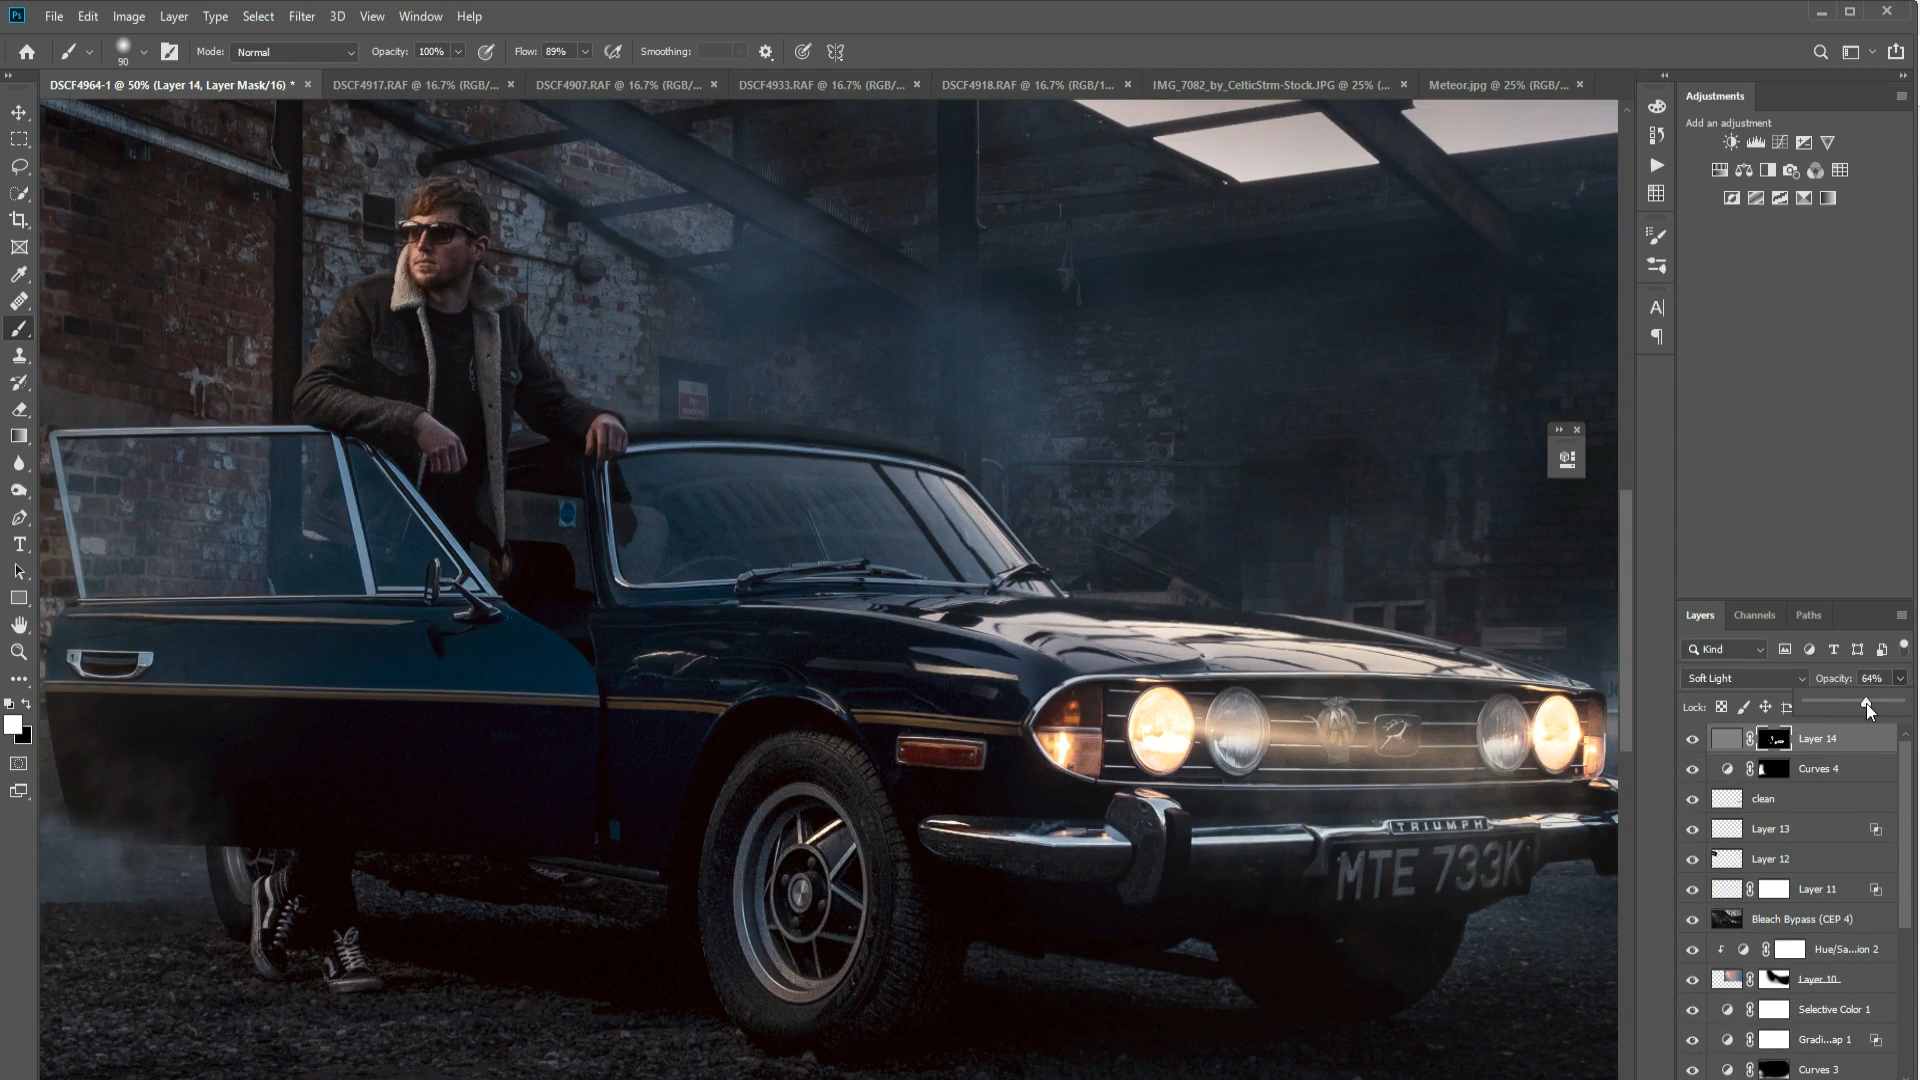 Ps File Edit Image Layer Type Select Filter 3D View Window Help
90 Mode: Normal Opacity: 100% Flow: 89% Smoothing:
DSCF4964-1 @ 50% (Layer 14, Layer Mask/16) * DSCF4917.RAF @ 16.7% (RGB/... DSCF4907.RAF @ 16.7% (RGB/... DSCF4933.RAF @ 16.7% (RGB/... DSCF4918.RAF @ 16.7% (RGB/1... IMG_7082_by_CelticStrm-Stock.JPG @ 25% (... Meteor.jpg @ 25% (RGB/...
Adjustments
Add an adjustment
No
TRIUMPH
MTE 733K
AA
Layers Channels Paths
Kind
Soft Light Opacity: 64%
Lock:
Layer 14
Curves 4
clean
Layer 13
Layer 12
Layer 11
Bleach Bypass (CEP 4)
Hue/Sa...ion 2
Layer 10
Selective Color 1
Gradi...ap 1
Curves 3